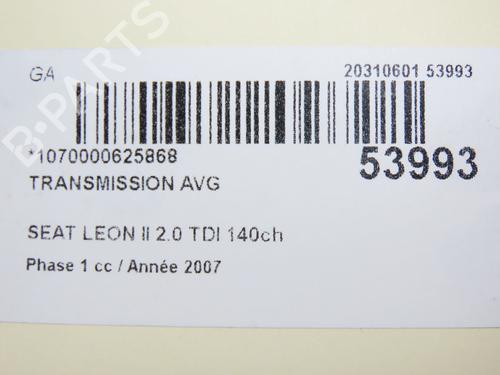 GA
20310601 53993
*1070000625868
53993
TRANSMISSION AVG
SEAT LEON II 2.0 TDI 140ch
Phase 1 cc / Année 2007
B-PARTS